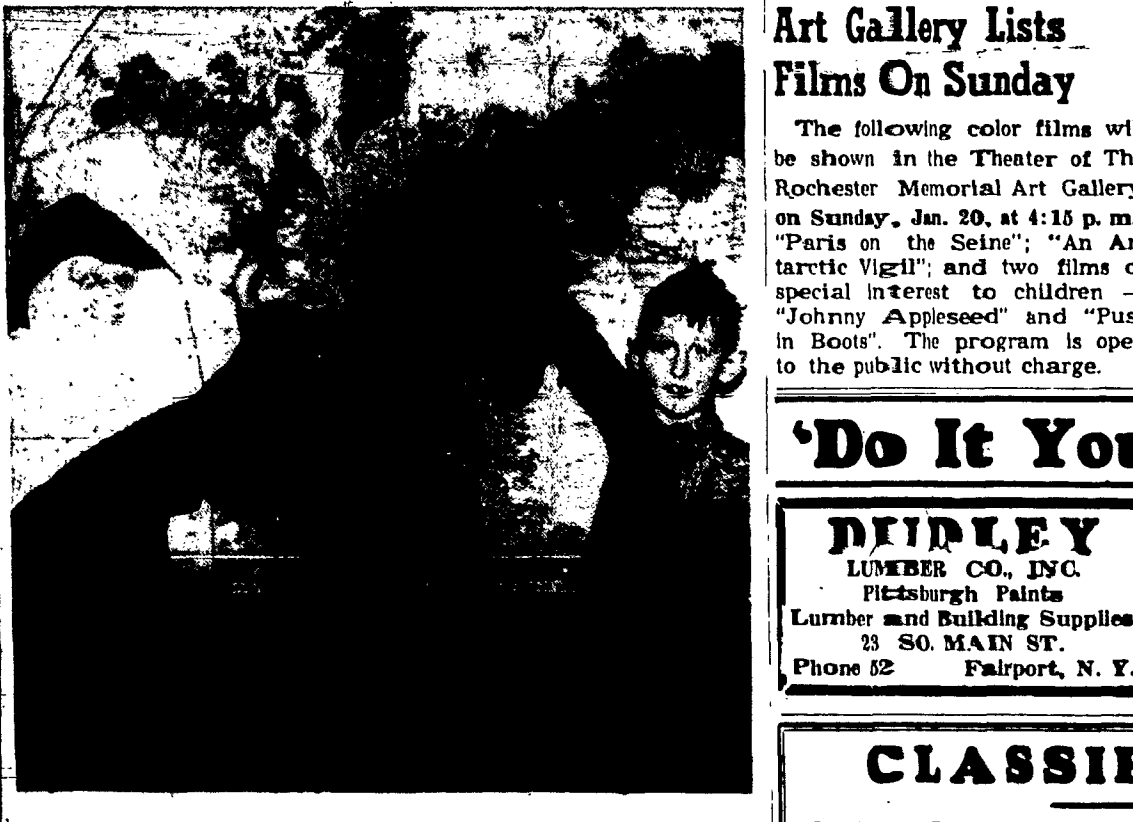 Art Gallery Lists
Films On Sunday
The following color films wi
be shown in the Theater of Th
Rochester Memorial Art Gallery
on Sunday, Jan. 20, at 4:15 p. m.
"Paris on the Seine"; "An An
tarctic Vigil"; and two films o
special interest to children —
"Johnny Appleseed" and "Pus
in Boots". The program is ope
to the public without charge.
'Do It You
DUDLEY
LUMBER CO., INC.
Pittsburgh Paints
Lumber and Building Supplies
23 SO. MAIN ST.
Phone 52 Fairport, N. Y.
CLASSIF